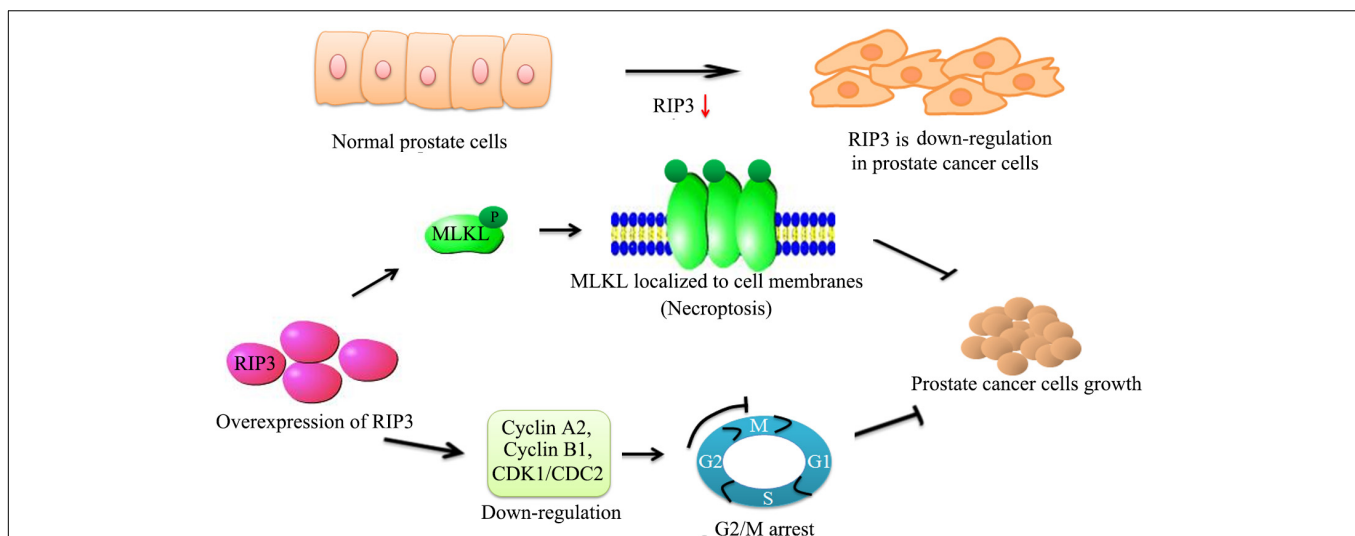 RIP3
Normal prostate cells
RIP3 is down-regulation
in prostate cancer cells
P
MLKL
MLKL localized to cell membranes
(Necroptosis)
RIP3
Overexpression of RIP3
Prostate cancer cells growth
Cyclin A2,
Cyclin B1,
CDK1/CDC2
Down-regulation
M
G2
G1
S
G2/M arrest